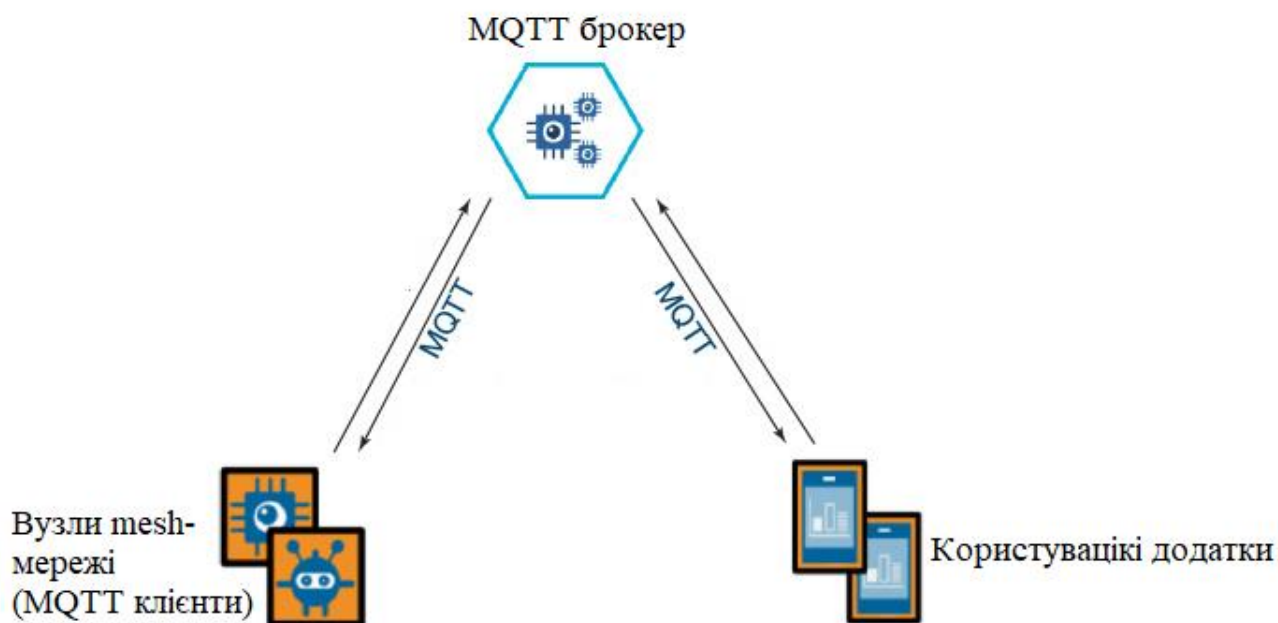 MQTT брокер
MQTT
MQTT
Вузли mesh-
мережі
(MQTT клієнти)
Користувацікі додатки